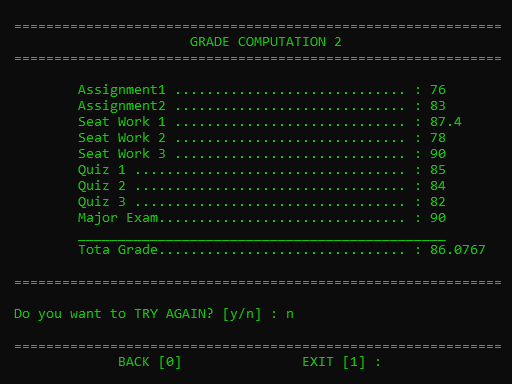 =============================================================
GRADE COMPUTATION 2
=============================================================
Assignment1 ............................. : 76
Assignment2 ............................. : 83
Seat Work 1 ............................. : 87.4
Seat Work 2 ............................. : 78
Seat Work 3 ............................. : 90
Quiz 1 .................................. : 85
Quiz 2 .................................. : 84
Quiz 3 .................................. : 82
Major Exam............................... : 90
______________________________________________
Tota Grade............................... : 86.0767
=============================================================
Do you want to TRY AGAIN? [y/n] : n
=============================================================
BACK [0] EXIT [1] :